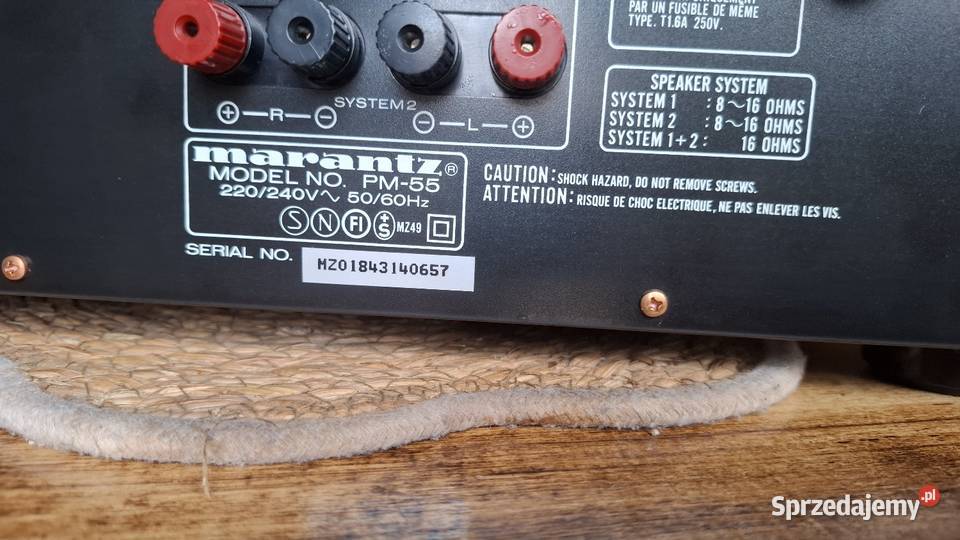 PAR UN FUSIBLE DE MÊME
TYPE. T1.6A 250V.
SPEAKER SYSTEM
SYSTEM 1 : 8～16 OHMS
SYSTEM 2 : 8～16 OHMS
SYSTEM 1+2 : 16 OHMS
SYSTEM 2
+ — R — −
− — L — +
marantz®
MODEL NO. PM-55
220/240V～ 50/60Hz
S N FI +S MZ49
SERIAL NO. MZ01843140657
CAUTION: SHOCK HAZARD, DO NOT REMOVE SCREWS.
ATTENTION: RISQUE DE CHOC ELECTRIQUE, NE PAS ENLEVER LES VIS.
Sprzedajemy.pl